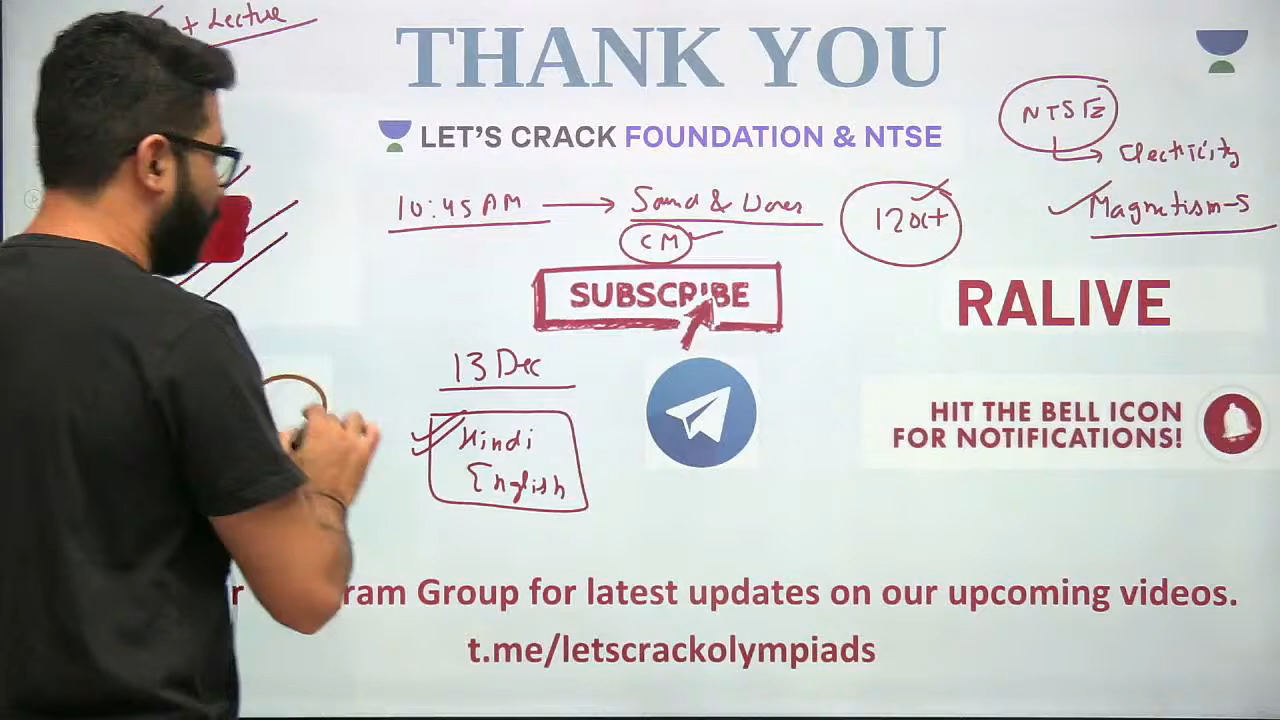 + Lecture
THANK YOU
LET'S CRACK FOUNDATION & NTSE
NTSE
Electricity
Magnetism-5
10:45 AM → Sound & Waves
CM
12 Oct
SUBSCRIBE
RALIVE
13 Dec
Hindi
English
HIT THE BELL ICON
FOR NOTIFICATIONS!
r ram Group for latest updates on our upcoming videos.
t.me/letscrackolympiads